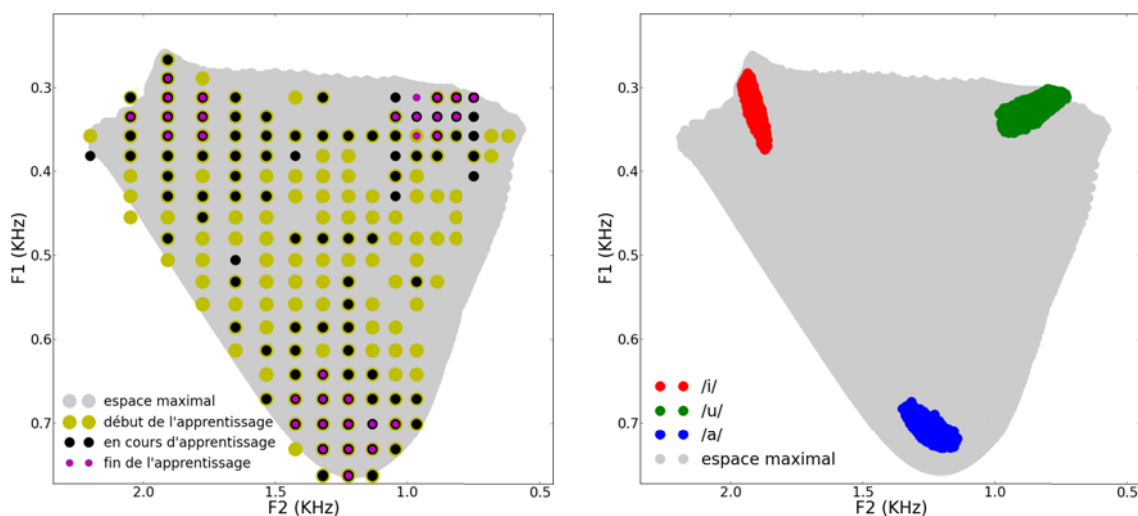 0.3
0.4
0.5
0.6
0.7
F1 (KHz)
espace maximal
début de l'apprentissage
en cours d'apprentissage
fin de l'apprentissage
2.0 1.5 1.0 0.5
F2 (KHz)
0.3
0.4
0.5
0.6
0.7
F1 (KHz)
/i/
/u/
/a/
espace maximal
2.0 1.5 1.0 0.5
F2 (KHz)